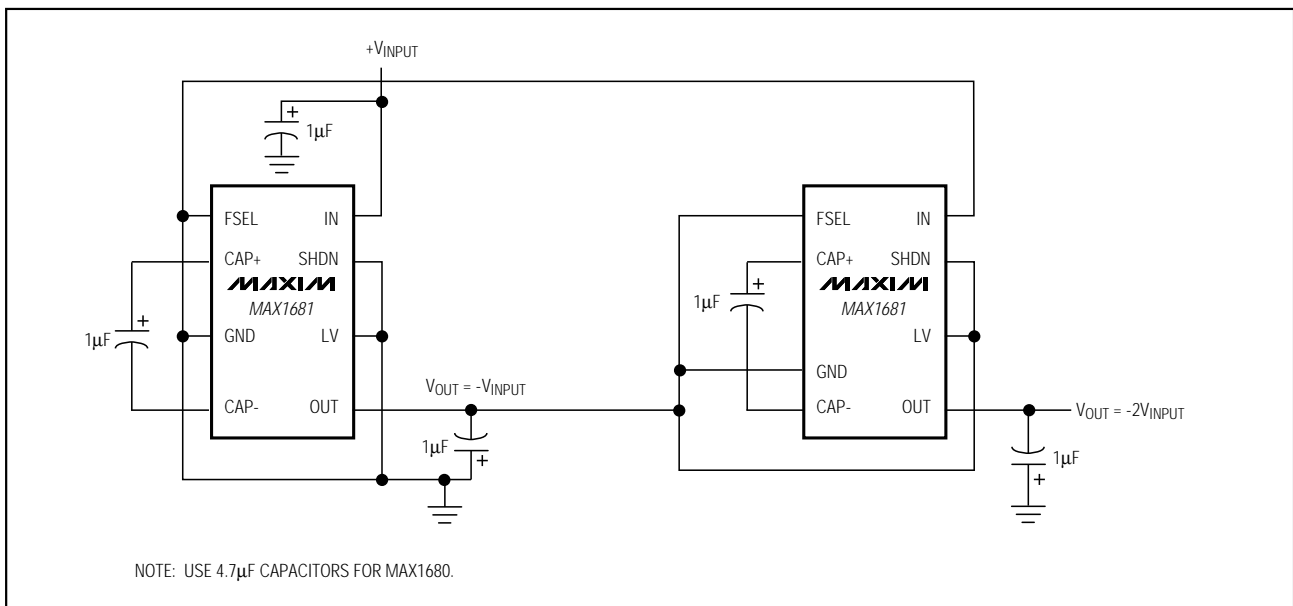 +VINPUT
+
1µF
FSEL IN
CAP+ SHDN
MAXIM
MAX1681
GND LV
CAP- OUT
+
1µF
VOUT = -VINPUT
1µF
+
FSEL IN
CAP+ SHDN
MAXIM
MAX1681
LV
GND
CAP- OUT
+
1µF
VOUT = -2VINPUT
1µF
+
NOTE: USE 4.7µF CAPACITORS FOR MAX1680.